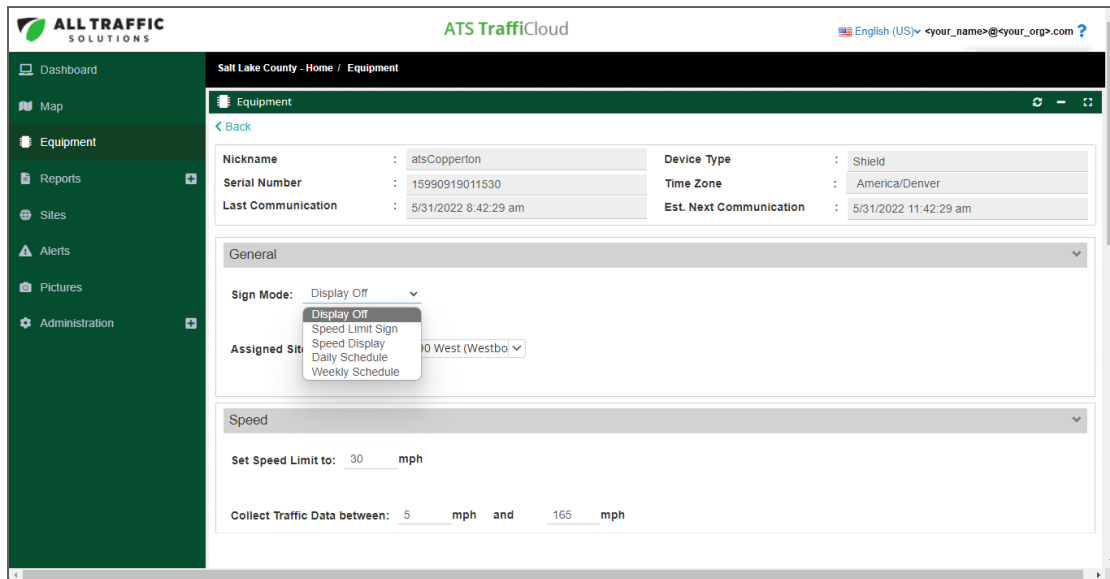 ALL TRAFFIC
SOLUTIONS
ATS TraffiCloud
English (US) <your_name>@<your_org>.com ?
Dashboard
Map
Equipment
Reports
Sites
Alerts
Pictures
Administration
Salt Lake County - Home / Equipment
Equipment
Back
Nickname : atsCopperton Device Type : Shield
Serial Number : 15990919011530 Time Zone : America/Denver
Last Communication : 5/31/2022 8:42:29 am Est. Next Communication : 5/31/2022 11:42:29 am
General
Sign Mode: Display Off
Display Off
Speed Limit Sign
Speed Display
Daily Schedule
Weekly Schedule
Assigned Sit 90 West (Westbo
Speed
Set Speed Limit to: 30 mph
Collect Traffic Data between: 5 mph and 165 mph